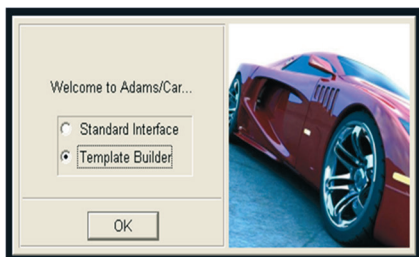 Welcome to Adams/Car...
Standard Interface
Template Builder
OK